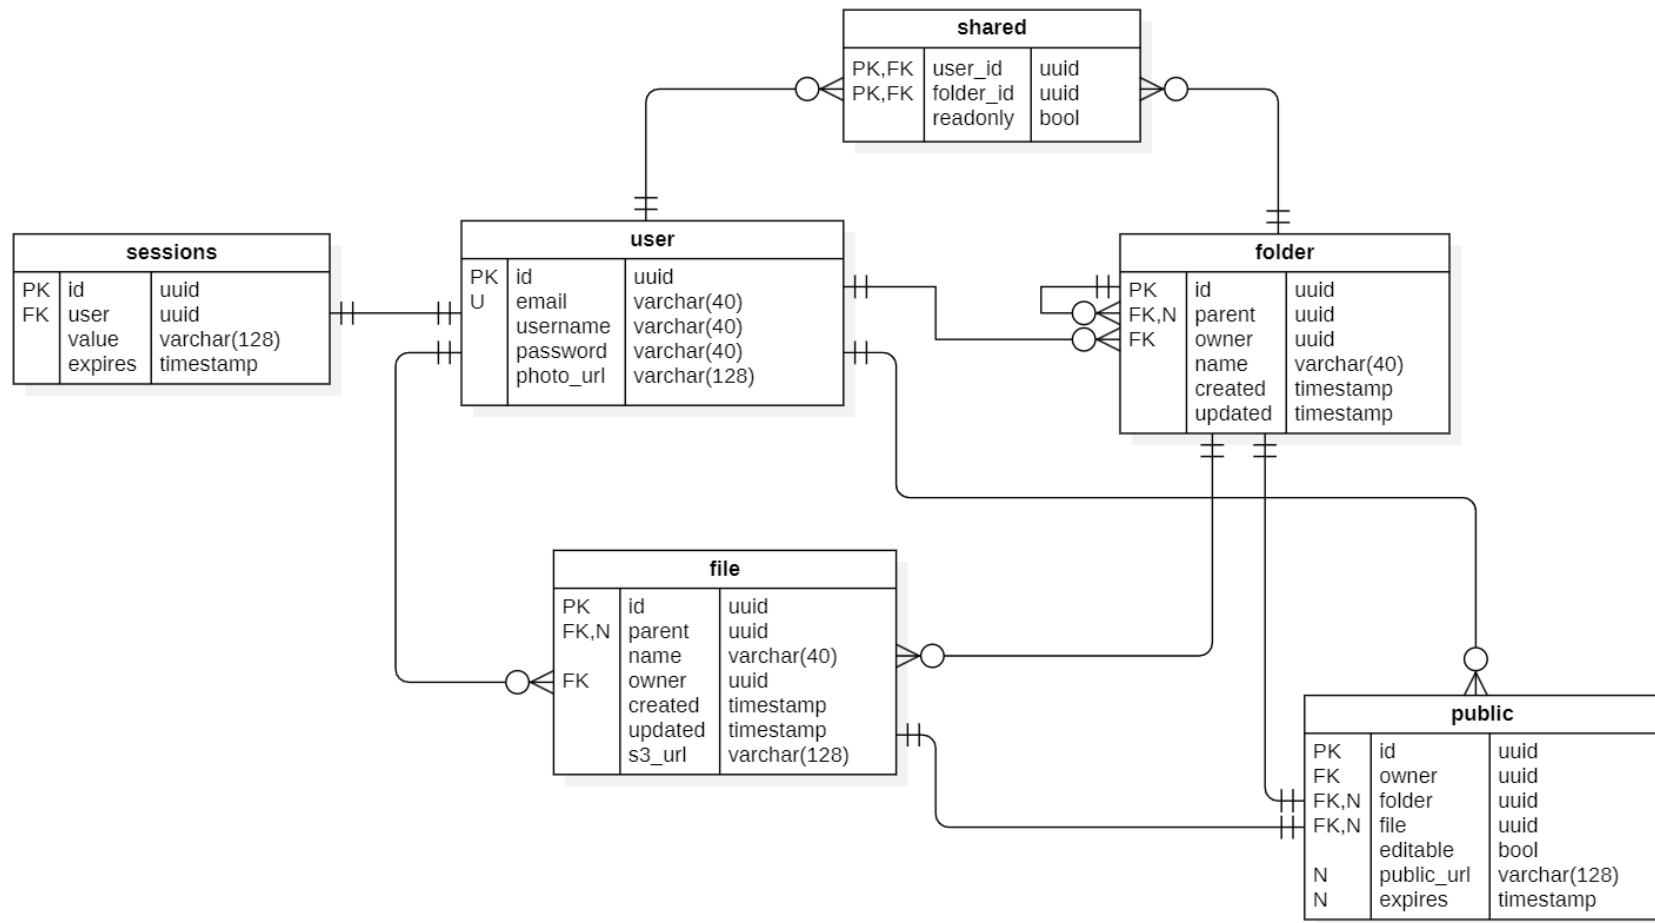 shared
PK,FK user_id uuid
PK,FK folder_id uuid
readonly bool
sessions
PK id uuid
FK user uuid
value varchar(128)
expires timestamp
user
PK id uuid
U email varchar(40)
username varchar(40)
password varchar(40)
photo_url varchar(128)
folder
PK id uuid
FK,N parent uuid
FK owner uuid
name varchar(40)
created timestamp
updated timestamp
file
PK id uuid
FK,N parent uuid
name varchar(40)
FK owner uuid
created timestamp
updated timestamp
s3_url varchar(128)
public
PK id uuid
FK owner uuid
FK,N folder uuid
FK,N file uuid
editable bool
N public_url varchar(128)
N expires timestamp